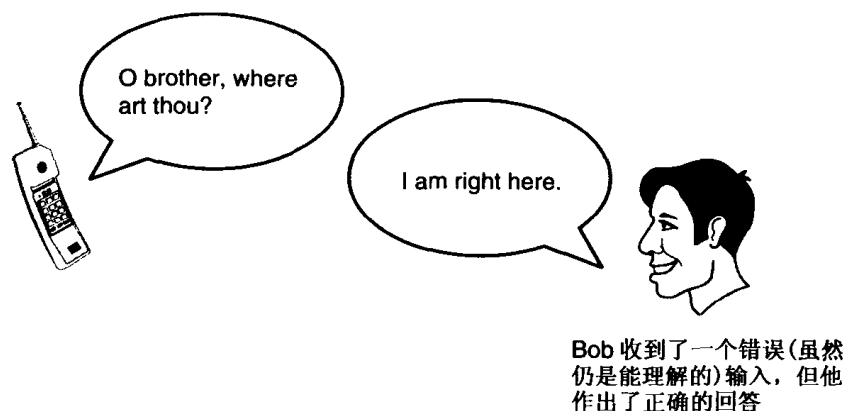 O brother, where
art thou?
I am right here.
Bob 收到了一个错误(虽然
仍是能理解的)输入，但他
作出了正确的回答